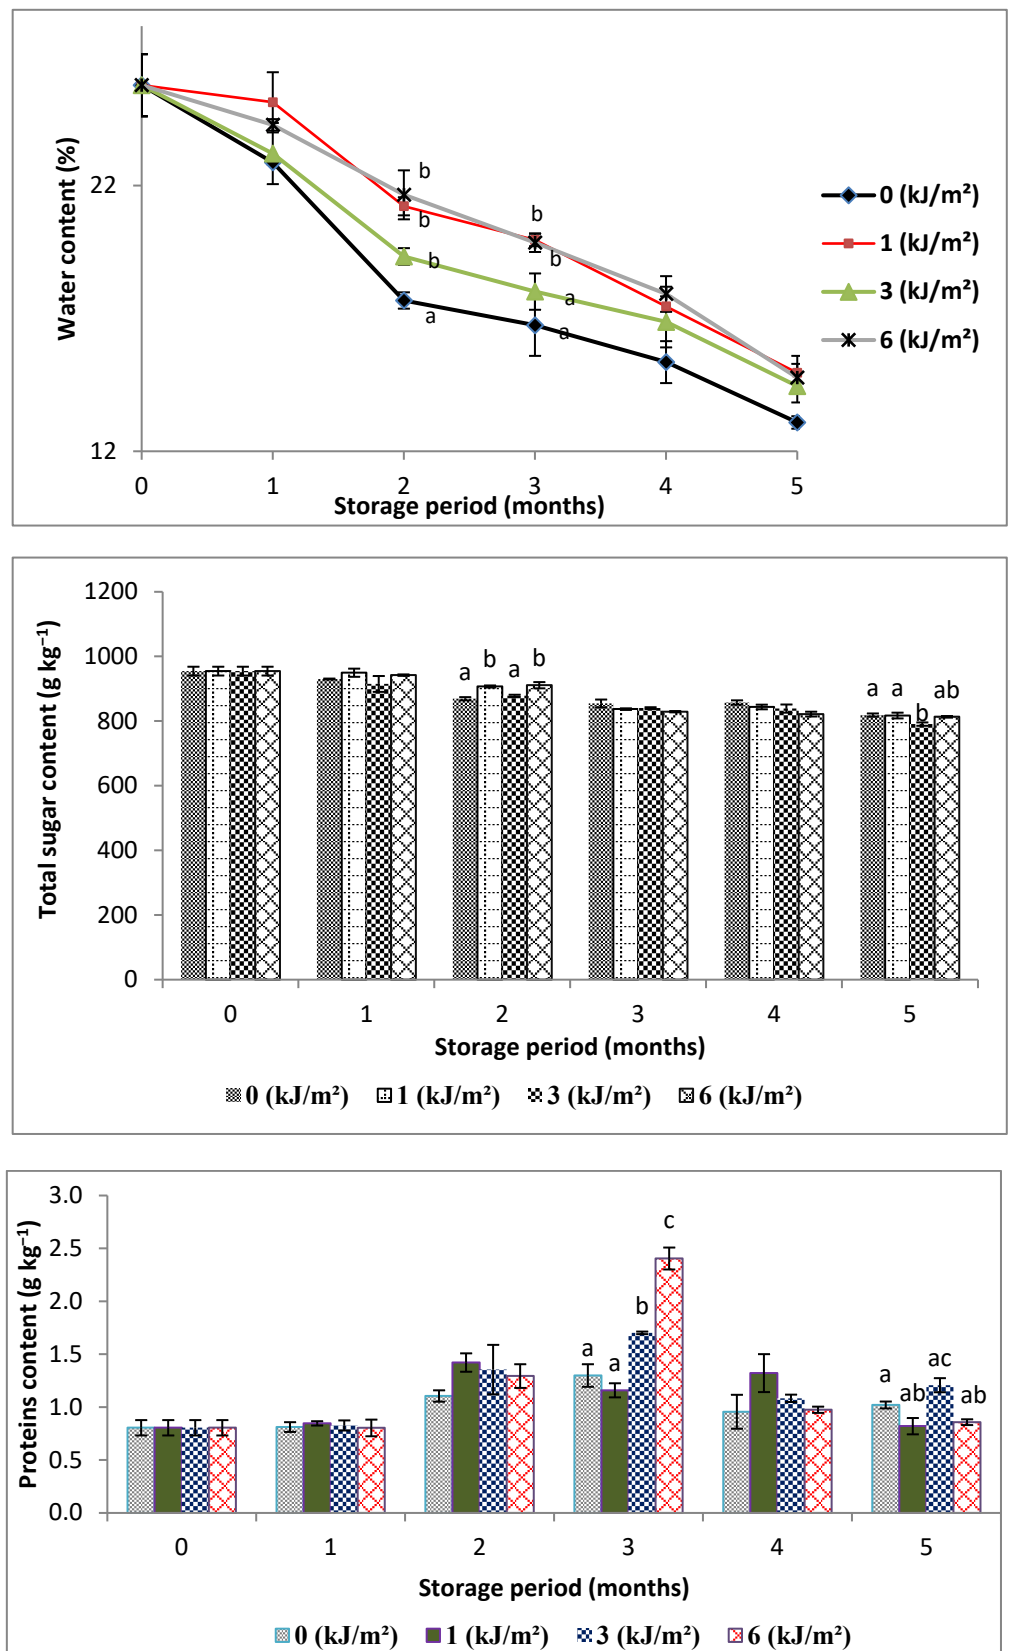 Water content (%)
22
12
b
b
b
a
b
b
a
a
0 (kJ/m²)
1 (kJ/m²)
3 (kJ/m²)
6 (kJ/m²)
0 1 2 3 4 5
Storage period (months)
Total sugar content (g kg⁻¹)
1200
1000
800
600
400
200
0
a b a b
a a b ab
0 1 2 3 4 5
Storage period (months)
0 (kJ/m²) 1 (kJ/m²) 3 (kJ/m²) 6 (kJ/m²)
Proteins content (g kg⁻¹)
3.0
2.5
2.0
1.5
1.0
0.5
0.0
a a b c
a ab ac ab
0 1 2 3 4 5
Storage period (months)
0 (kJ/m²) 1 (kJ/m²) 3 (kJ/m²) 6 (kJ/m²)